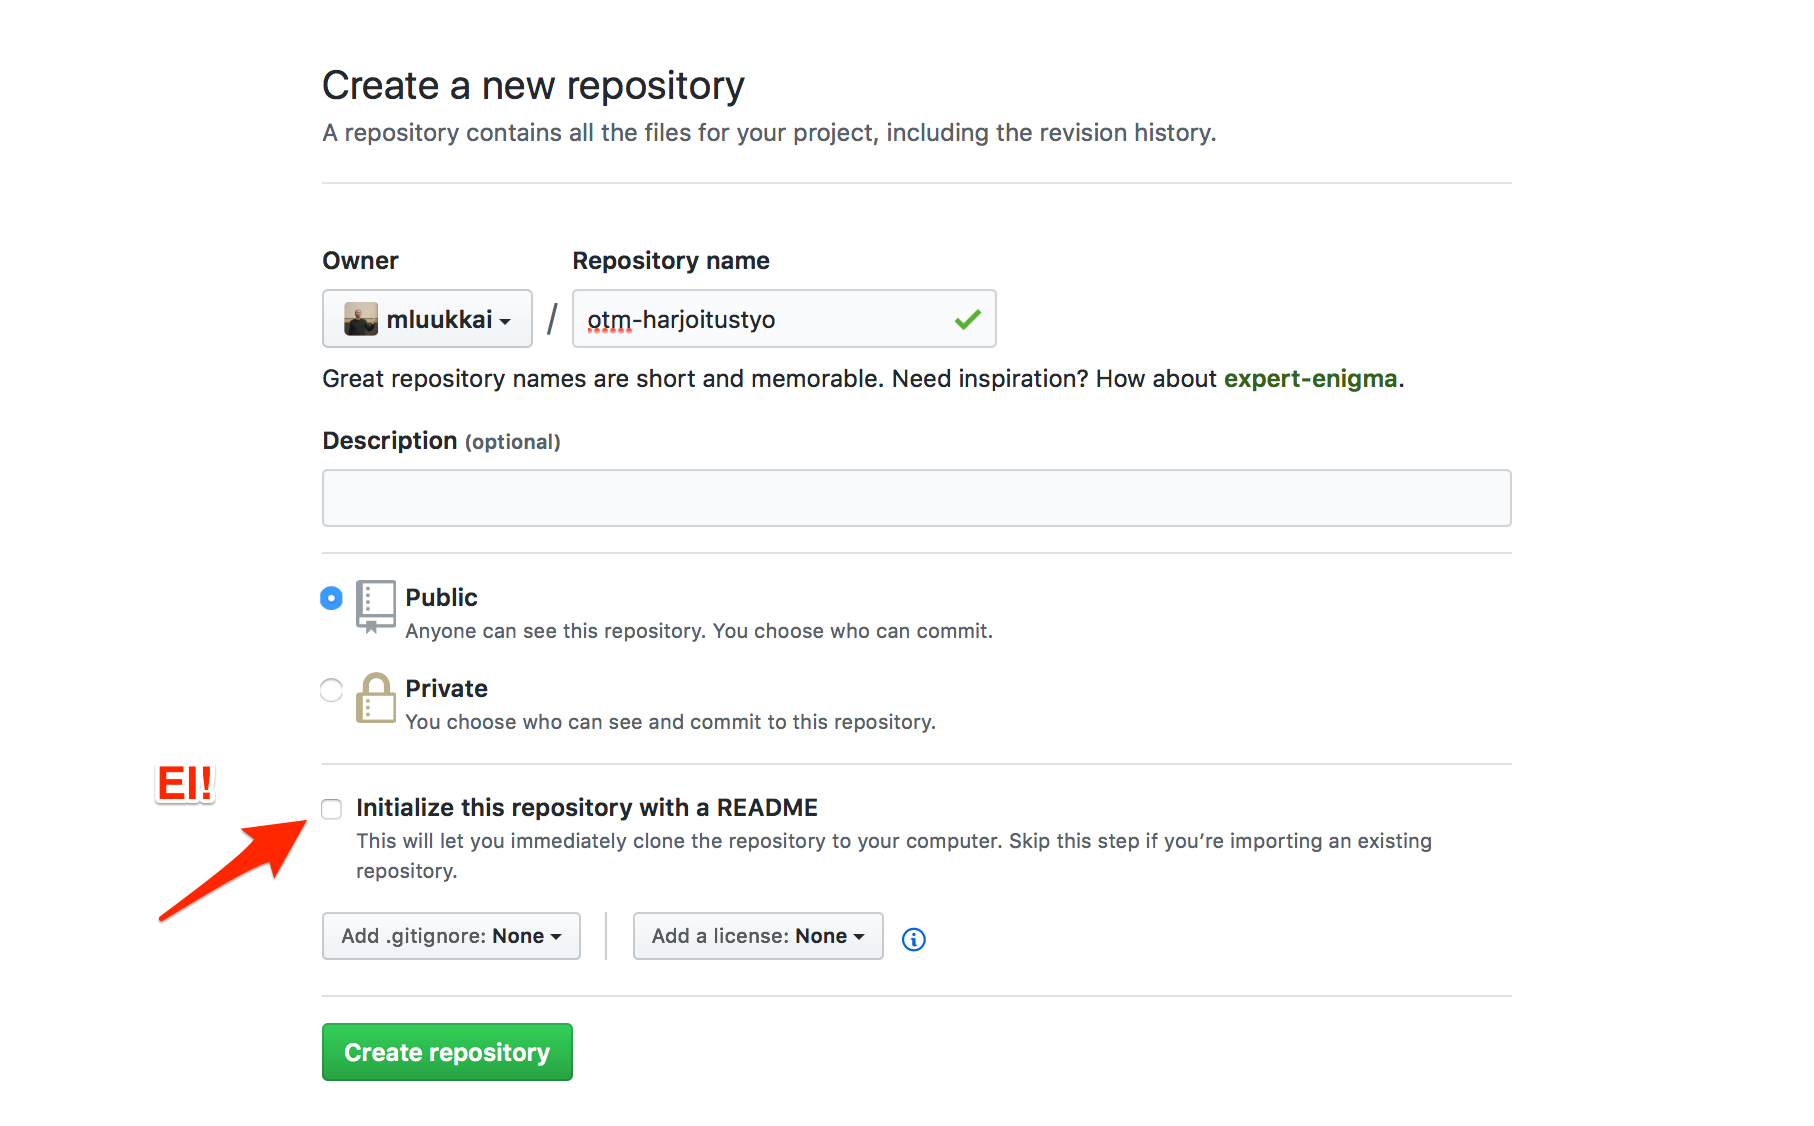 Create a new repository
A repository contains all the files for your project, including the revision history.
Owner
Repository name
mluukkai
/
otm-harjoitustyo
Great repository names are short and memorable. Need inspiration? How about expert-enigma.
Description (optional)
Public
Anyone can see this repository. You choose who can commit.
Private
You choose who can see and commit to this repository.
EI!
Initialize this repository with a README
This will let you immediately clone the repository to your computer. Skip this step if you’re importing an existing
repository.
Add .gitignore: None
Add a license: None
Create repository